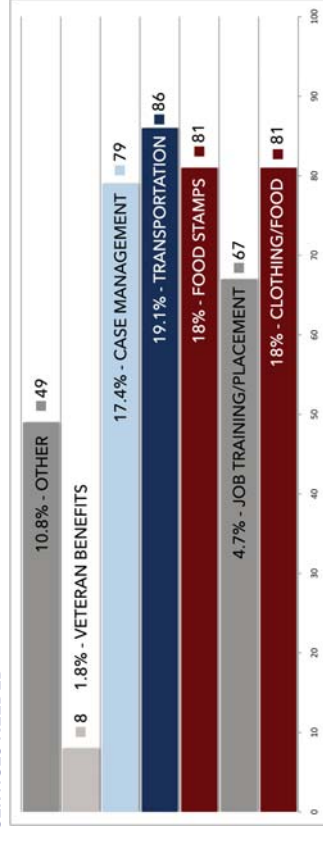 10.8% - OTHER 49
8 1.8% - VETERAN BENEFITS
17.4% - CASE MANAGEMENT 79
19.1% - TRANSPORTATION 86
18% - FOOD STAMPS 81
4.7% - JOB TRAINING/PLACEMENT 67
18% - CLOTHING/FOOD 81
0 10 20 30 40 50 60 70 80 90 100